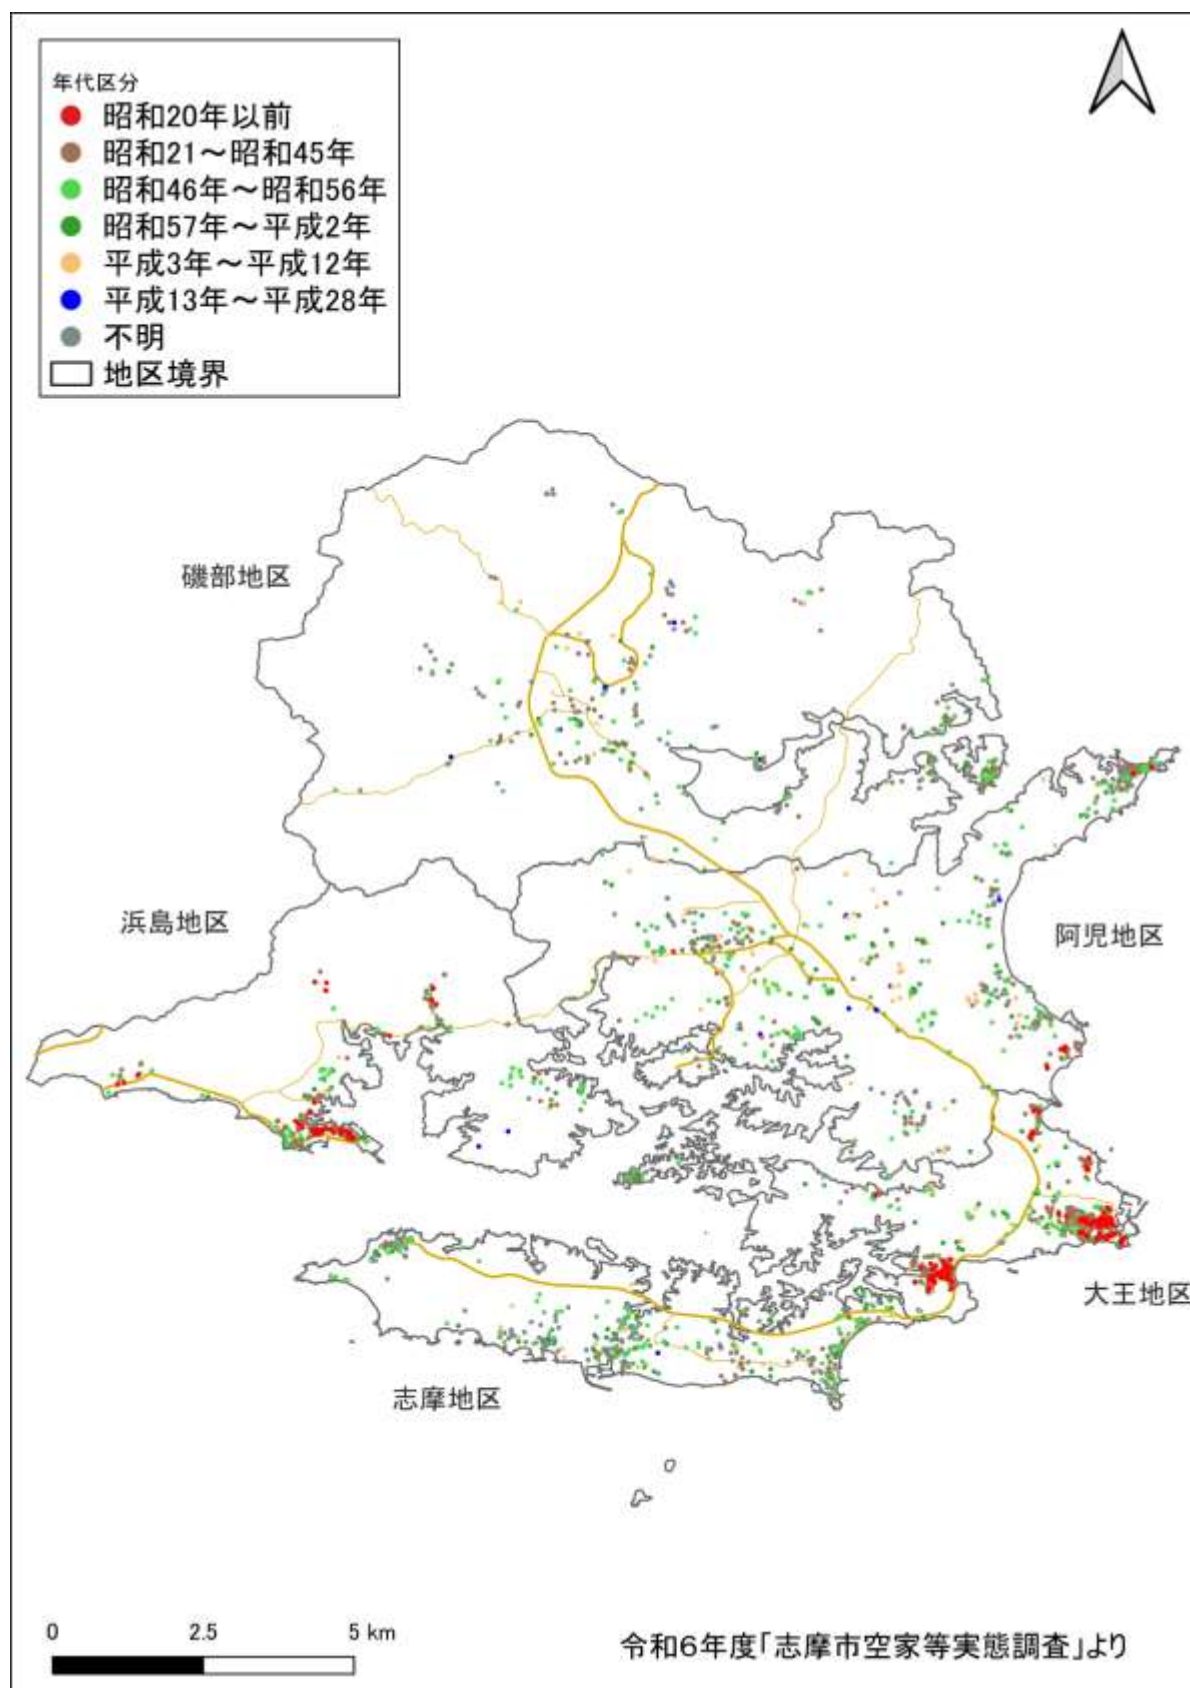 年代区分
昭和20年以前
昭和21～昭和45年
昭和46年～昭和56年
昭和57年～平成2年
平成3年～平成12年
平成13年～平成28年
不明
地区境界
磯部地区
浜島地区
阿児地区
大王地区
志摩地区
0 2.5 5 km
令和6年度「志摩市空家等実態調査」より